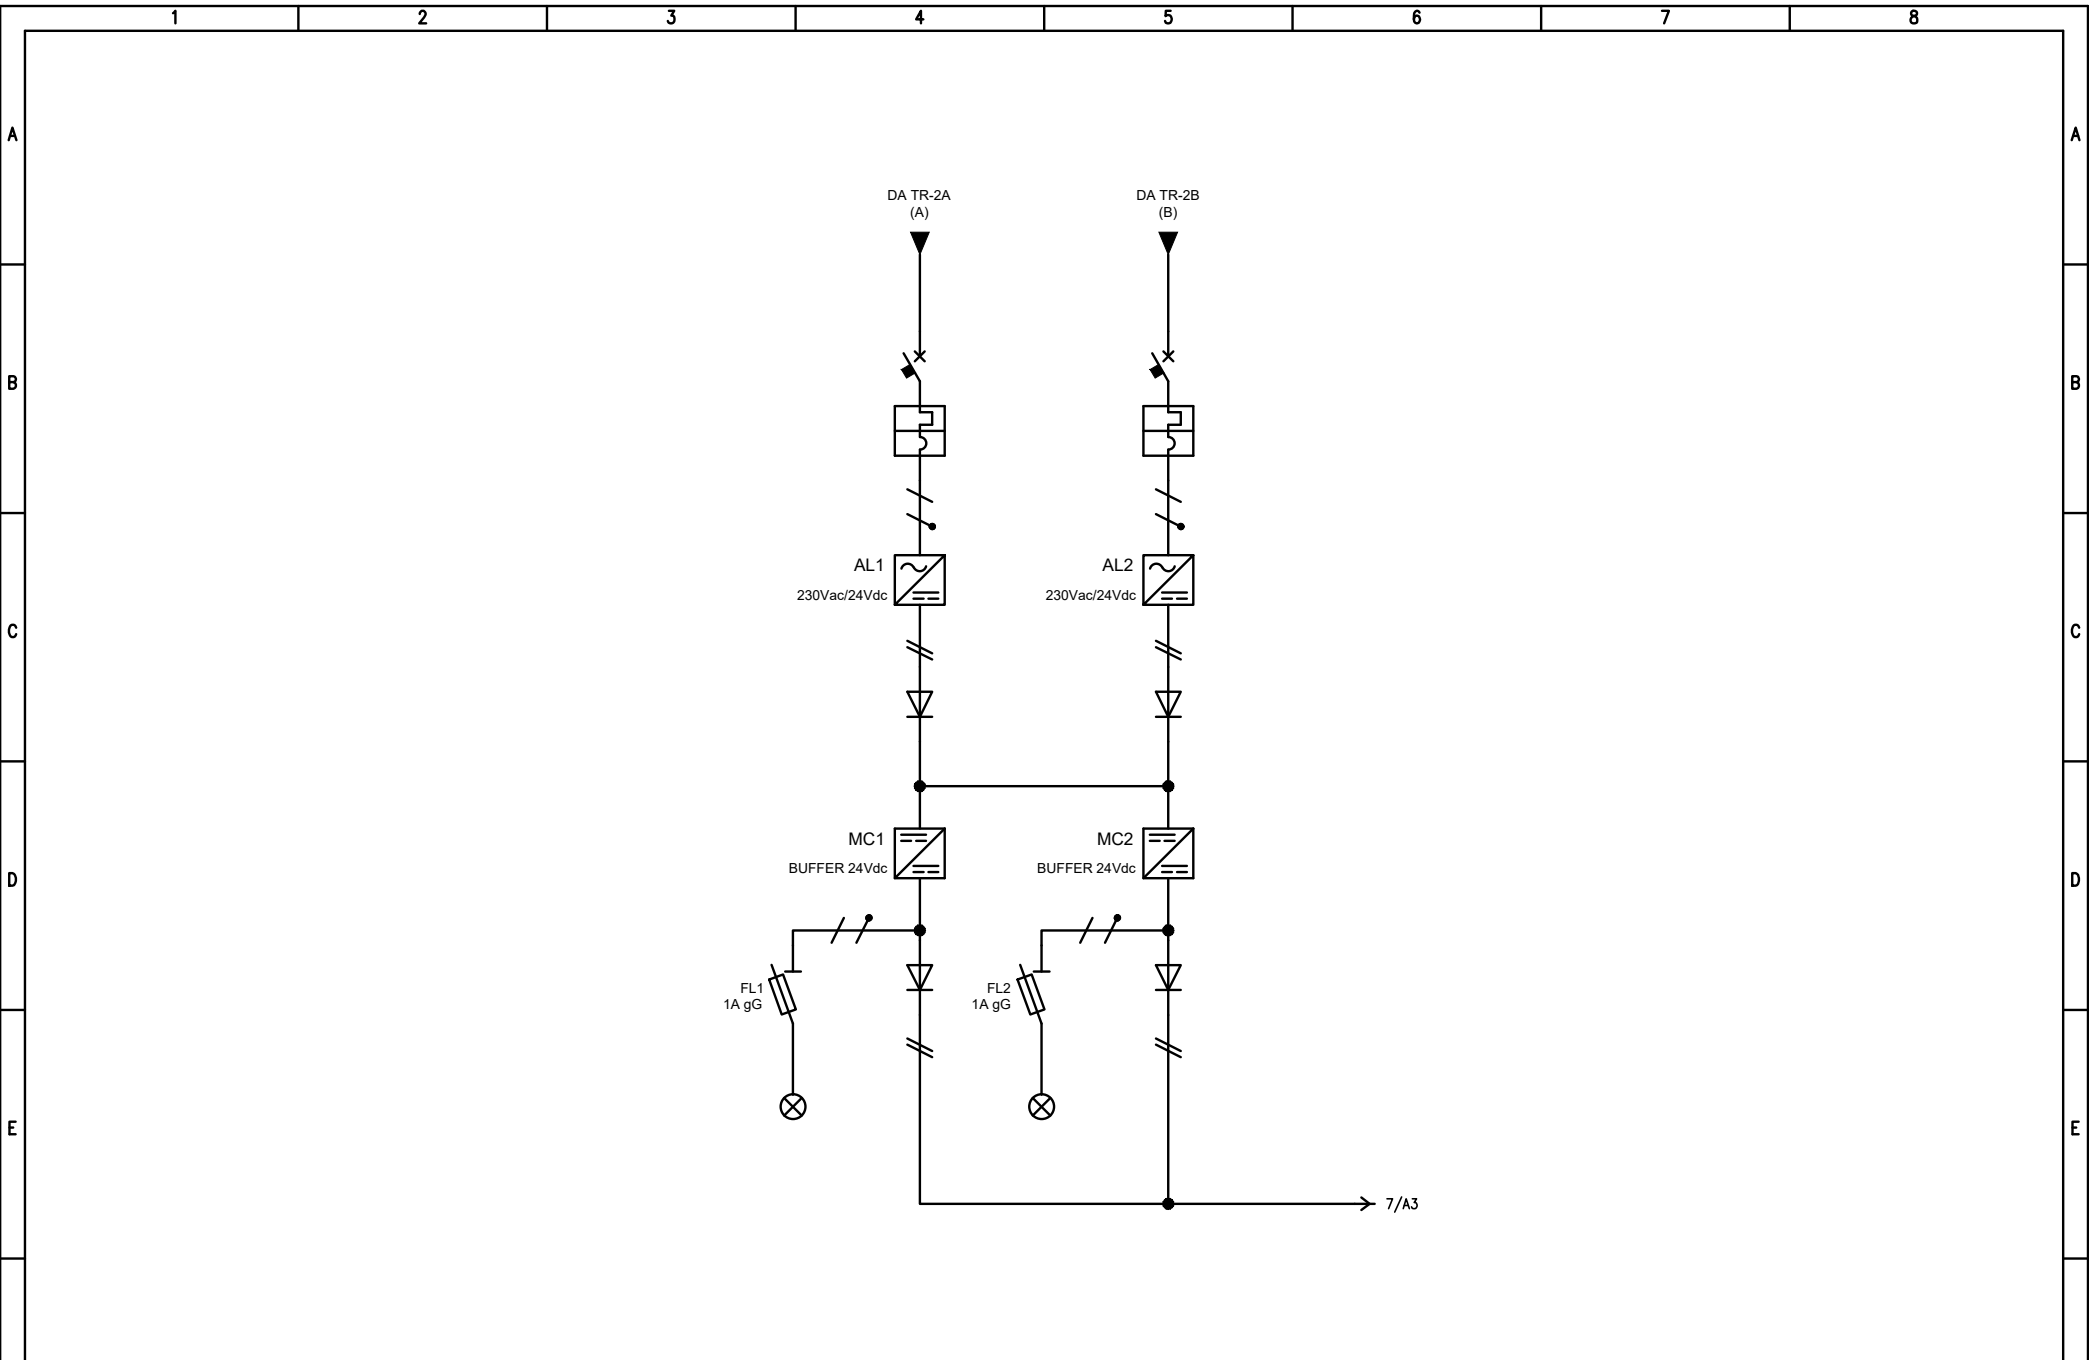 1 2 3 4 5 6 7 8
A A
DA TR-2A DA TR-2B
(A) (B)
B B
AL1 AL2
230Vac/24Vdc 230Vac/24Vdc
C C
MC1 MC2
BUFFER 24Vdc BUFFER 24Vdc
D D
FL1 FL2
1A gG 1A gG
E E
7/A3